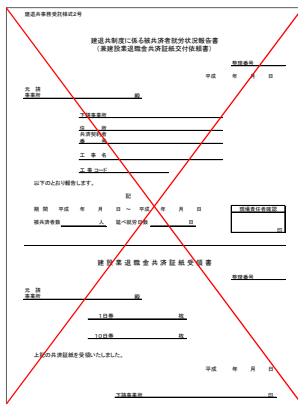 建退共事務受託様式2号
建退共制度に係る被共済者就労状況報告書
（兼建設業退職金共済証紙交付依頼書）
整理番号
平成　年　月　日
元請
事業所　殿
下請事業所
住所
共済契約者
番号
工事名
工事コード
以下のとおり報告します。
記
期間　平成　年　月　日　～　平成　年　月　日
現場責任者確認
被共済者数　人　延べ就労日数　日
印
建設業退職金共済証紙受領書
整理番号
元請
事業所　殿
1日券　枚
10日券　枚
上記の共済証紙を受領いたしました。
平成　年　月　日
下請事業所　印